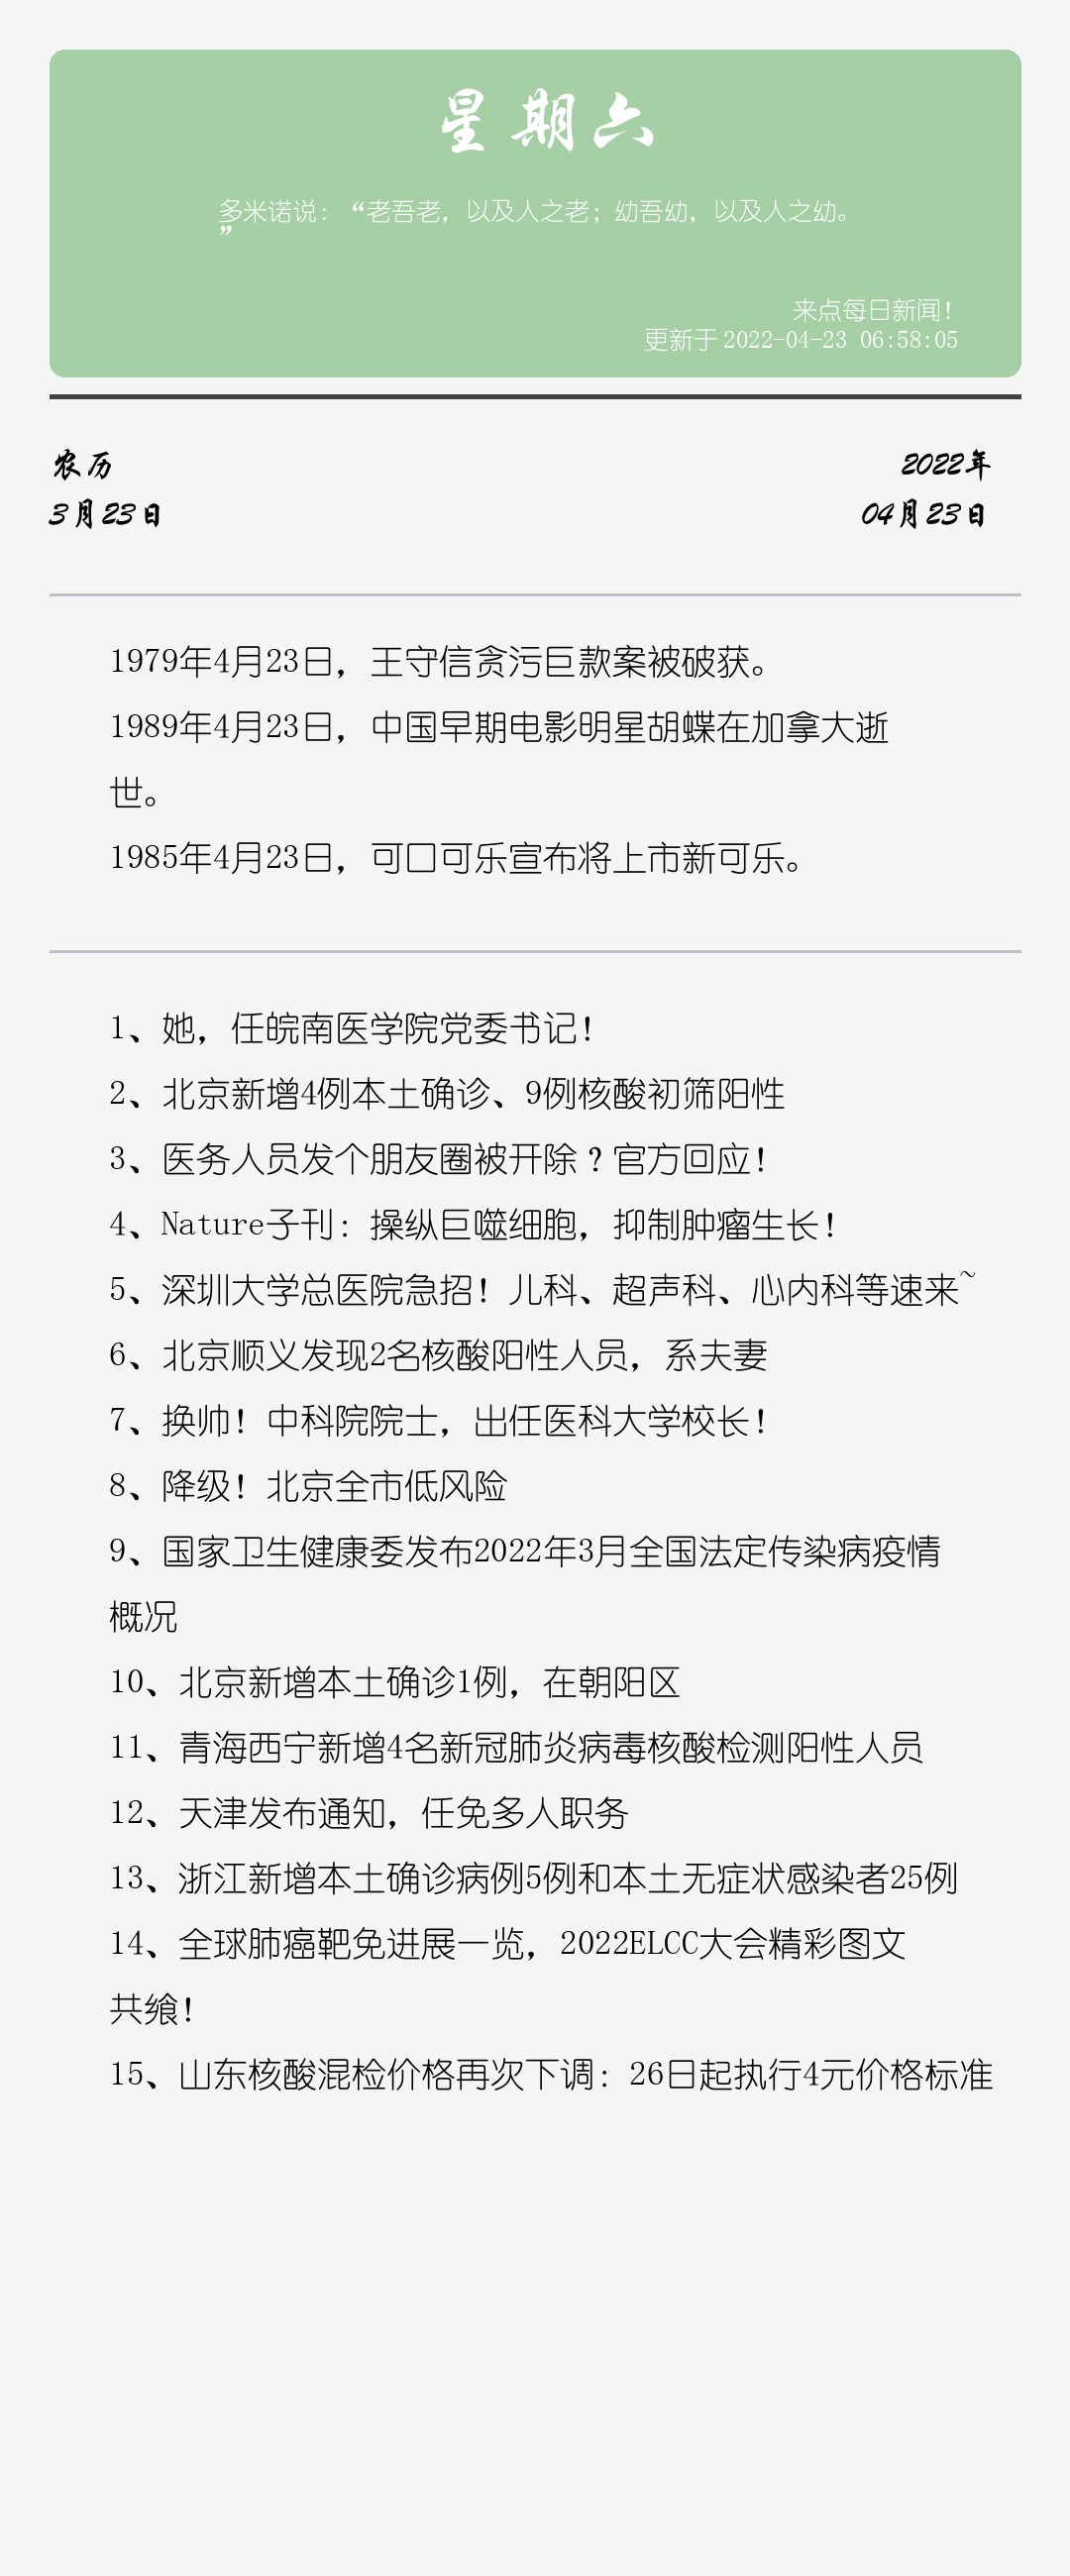 星期六
多米诺说：“老吾老，以及人之老；幼吾幼，以及人之幼。
”
来点每日新闻！
更新于 2022-04-23 06:58:05
农历
3月23日
2022年
04月23日
1979年4月23日，王守信贪污巨款案被破获。
1989年4月23日，中国早期电影明星胡蝶在加拿大逝
世。
1985年4月23日，可口可乐宣布将上市新可乐。
1、她，任皖南医学院党委书记！
2、北京新增4例本土确诊、9例核酸初筛阳性
3、医务人员发个朋友圈被开除？官方回应！
4、Nature子刊：操纵巨噬细胞，抑制肿瘤生长！
5、深圳大学总医院急招！儿科、超声科、心内科等速来~
6、北京顺义发现2名核酸阳性人员，系夫妻
7、换帅！中科院院士，出任医科大学校长！
8、降级！北京全市低风险
9、国家卫生健康委发布2022年3月全国法定传染病疫情
概况
10、北京新增本土确诊1例，在朝阳区
11、青海西宁新增4名新冠肺炎病毒核酸检测阳性人员
12、天津发布通知，任免多人职务
13、浙江新增本土确诊病例5例和本土无症状感染者25例
14、全球肺癌靶免进展一览，2022ELCC大会精彩图文
共飨！
15、山东核酸混检价格再次下调：26日起执行4元价格标准